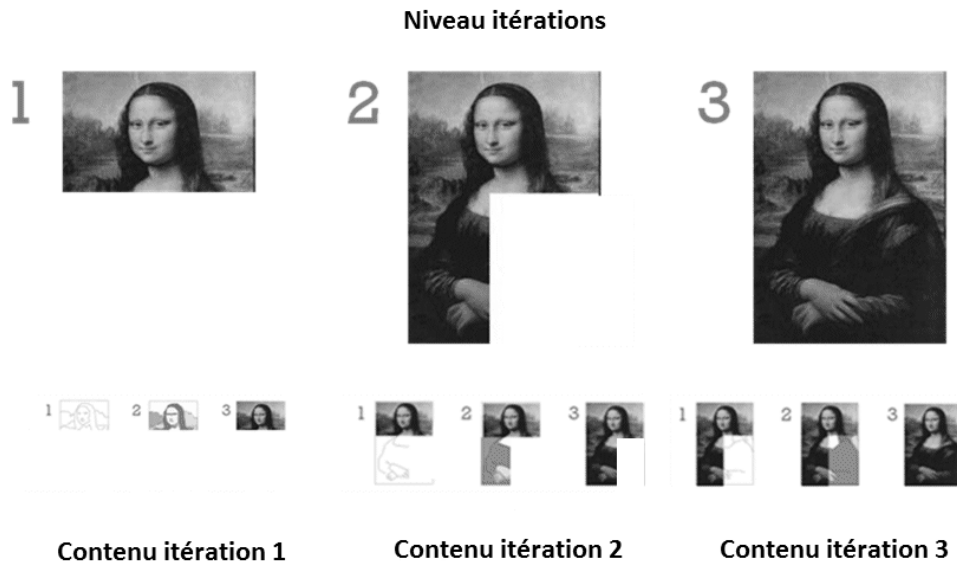 Niveau itérations
1 2 3
1 2 3 1 2 3 1 2 3
Contenu itération 1 Contenu itération 2 Contenu itération 3